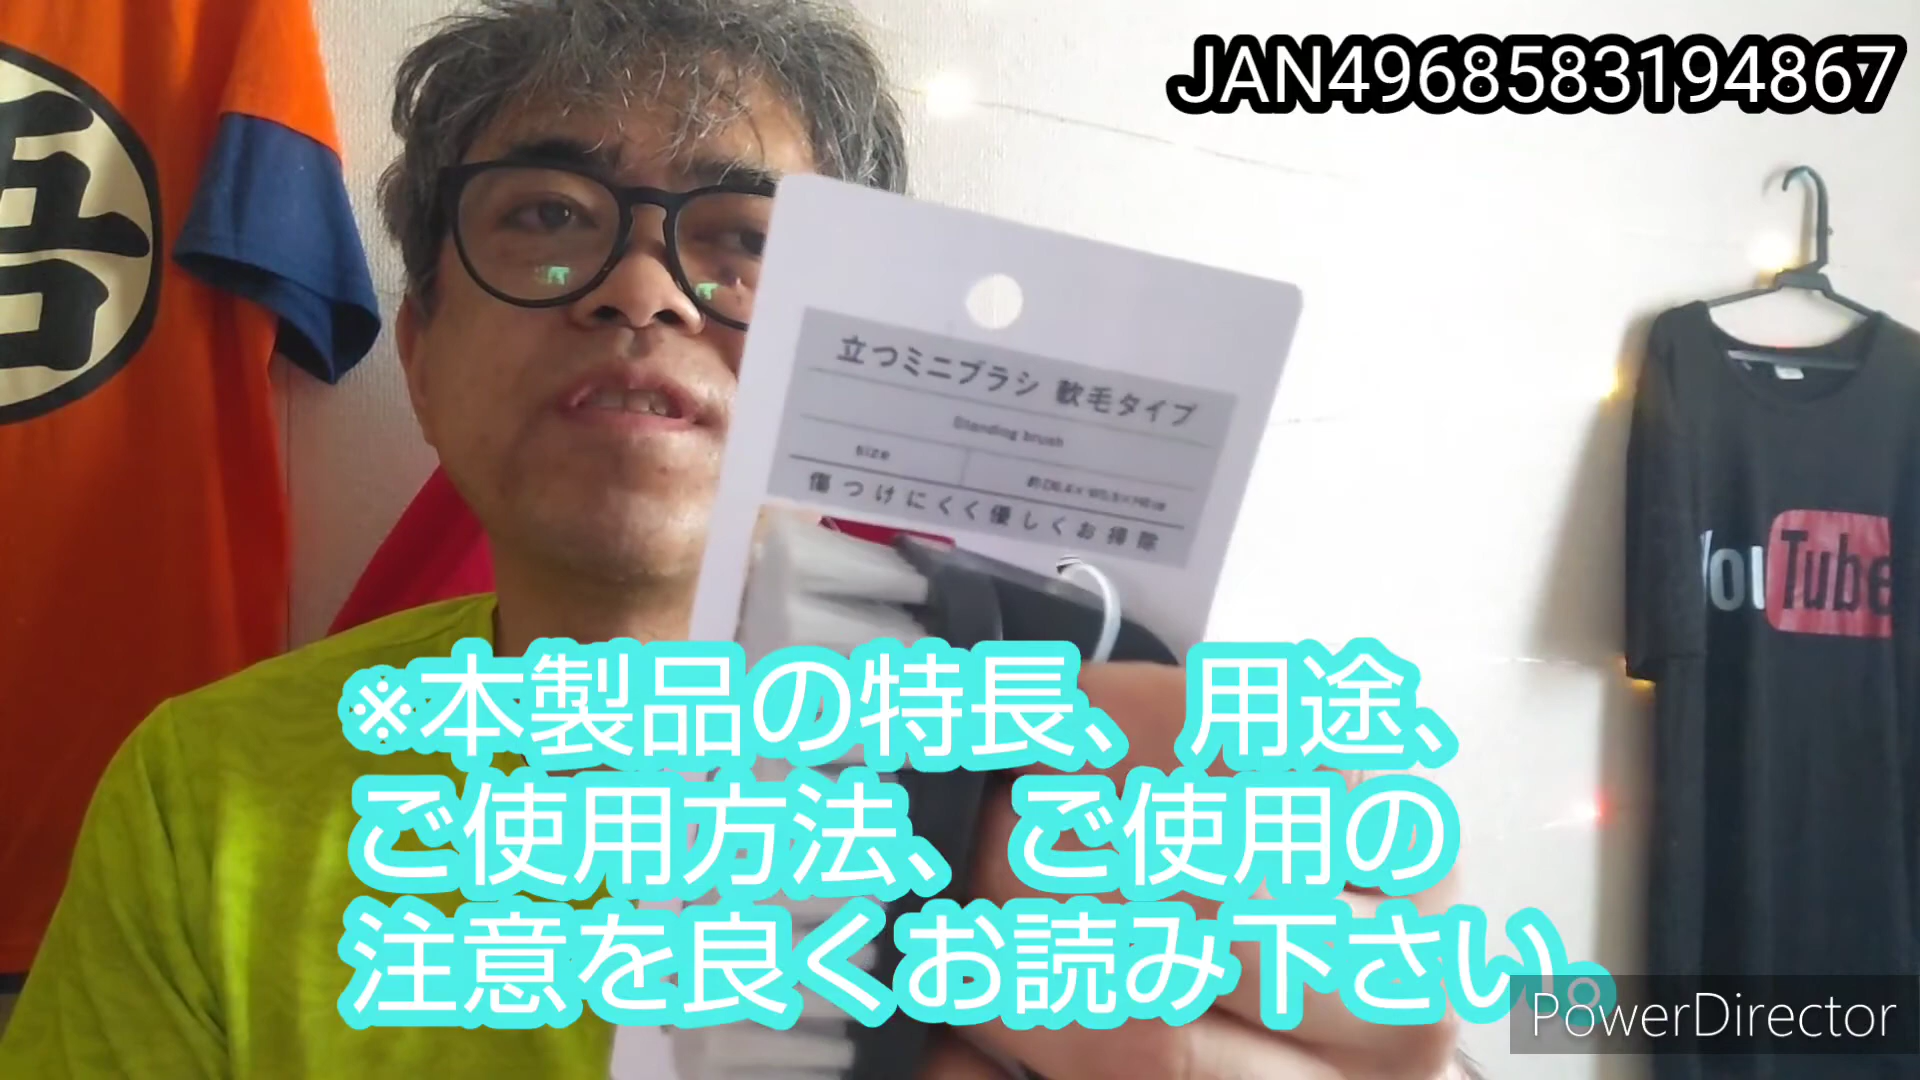 JAN4968583194867
悟
立つミニブラシ 軟毛タイプ
Standing brush
size
傷つけにくく優しくお掃除
YouTube
※本製品の特長、用途、
ご使用方法、ご使用の
注意を良くお読み下さい。
PowerDirector